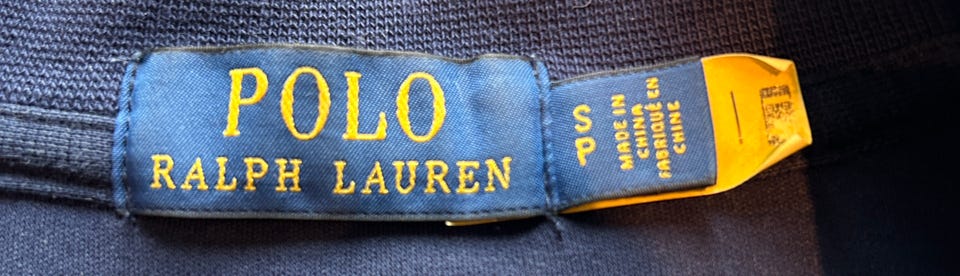 POLO
RALPH LAUREN
S
P
MADE IN
CHINA
FABRIQUÉ EN
CHINE